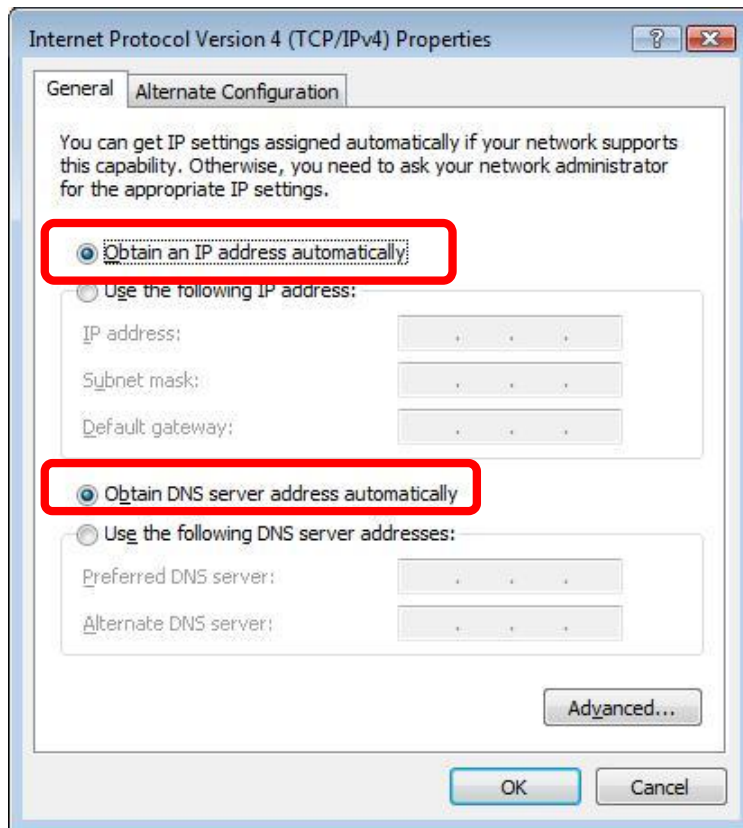 Internet Protocol Version 4 (TCP/IPv4) Properties
General
Alternate Configuration
You can get IP settings assigned automatically if your network supports
this capability. Otherwise, you need to ask your network administrator
for the appropriate IP settings.
Obtain an IP address automatically
Use the following IP address:
IP address:
Subnet mask:
Default gateway:
Obtain DNS server address automatically
Use the following DNS server addresses:
Preferred DNS server:
Alternate DNS server:
Advanced...
OK
Cancel